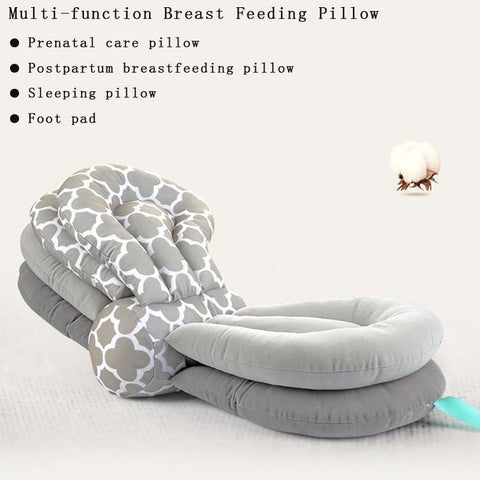 Multi-function Breast Feeding Pillow
● Prenatal care pillow
● Postpartum breastfeeding pillow
● Sleeping pillow
● Foot pad